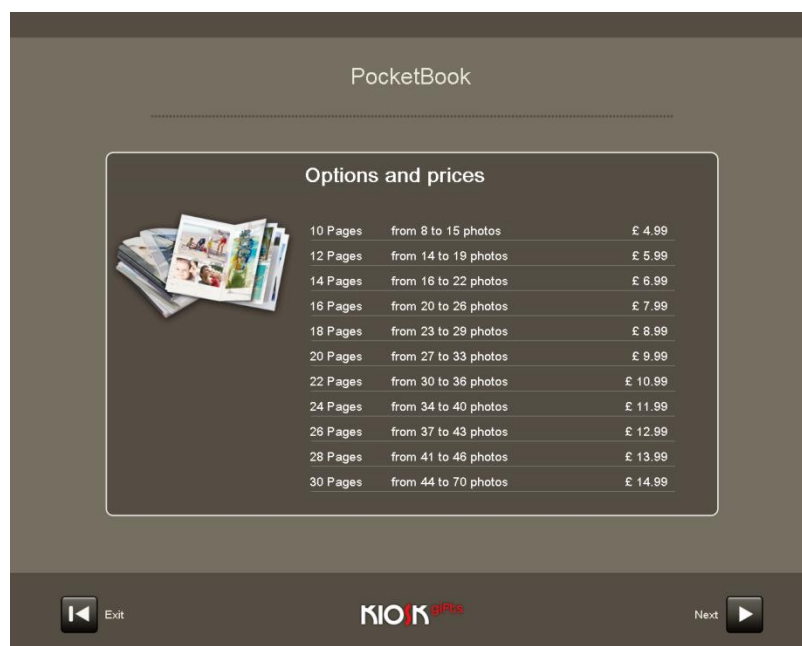 PocketBook
Options and prices
10 Pages from 8 to 15 photos £ 4.99
12 Pages from 14 to 19 photos £ 5.99
14 Pages from 16 to 22 photos £ 6.99
16 Pages from 20 to 26 photos £ 7.99
18 Pages from 23 to 29 photos £ 8.99
20 Pages from 27 to 33 photos £ 9.99
22 Pages from 30 to 36 photos £ 10.99
24 Pages from 34 to 40 photos £ 11.99
26 Pages from 37 to 43 photos £ 12.99
28 Pages from 41 to 46 photos £ 13.99
30 Pages from 44 to 70 photos £ 14.99
Exit KIOSK gifts Next